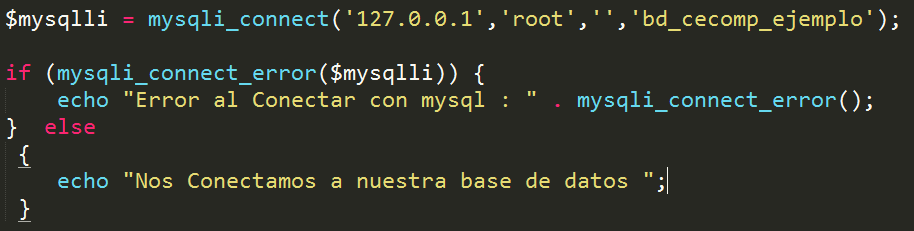 $mysqlli = mysqli_connect('127.0.0.1','root','','bd_cecomp_ejemplo');
if (mysqli_connect_error($mysqlli)) {
echo "Error al Conectar con mysql : " . mysqli_connect_error();
} else
{
echo "Nos Conectamos a nuestra base de datos ";
}